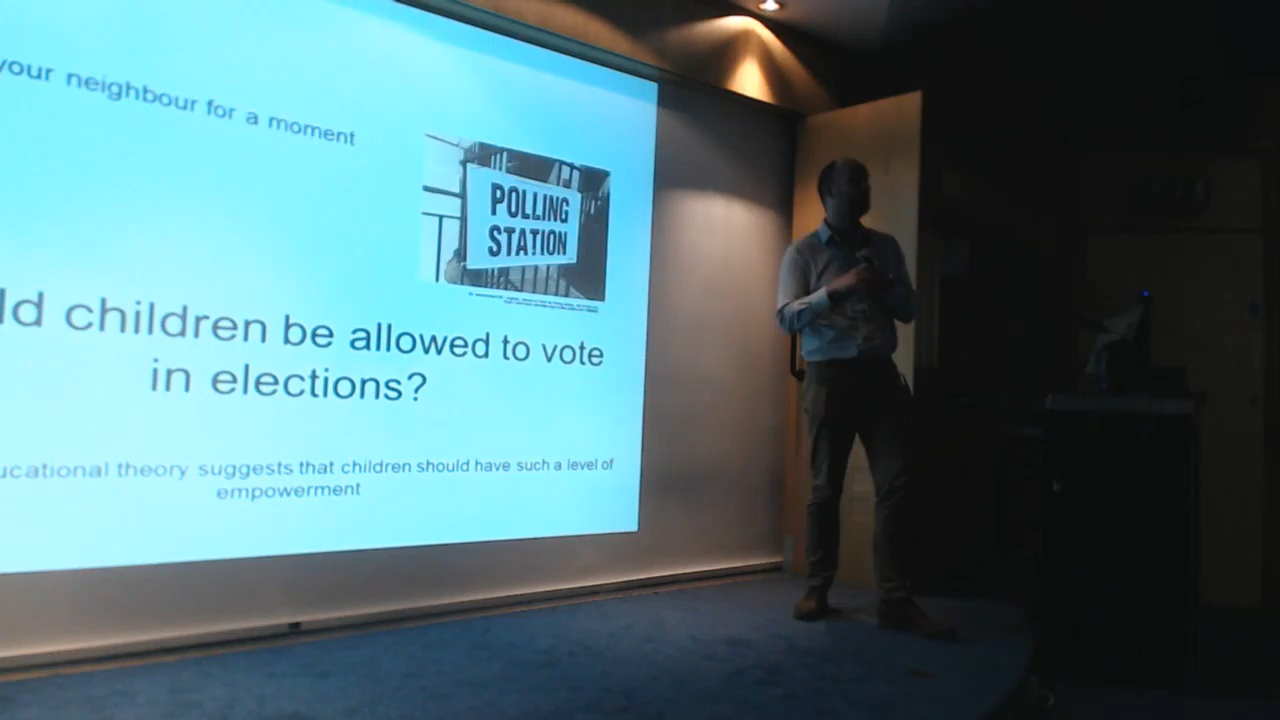 your neighbour for a moment
POLLING
STATION
ld children be allowed to vote
in elections?
ucational theory suggests that children should have such a level of
empowerment